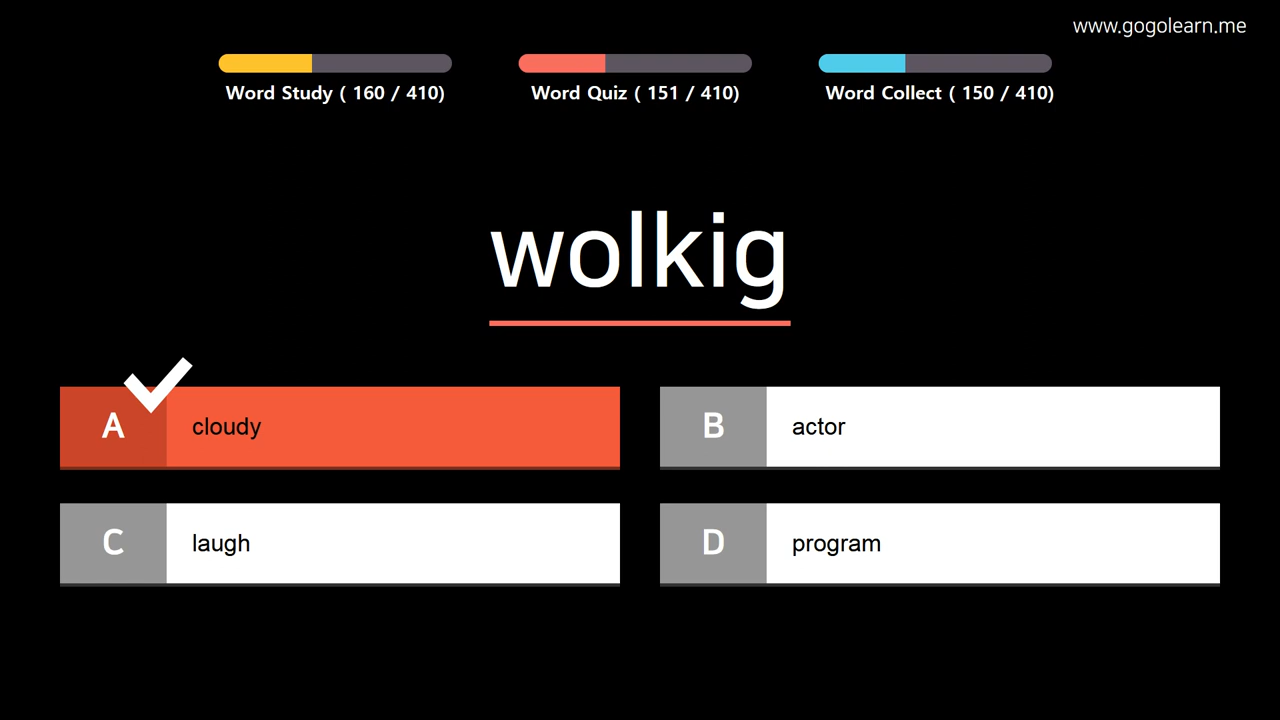 www.gogolearn.me
Word Study ( 160 / 410)
Word Quiz ( 151 / 410)
Word Collect ( 150 / 410)
wolkig
A cloudy
B actor
C laugh
D program